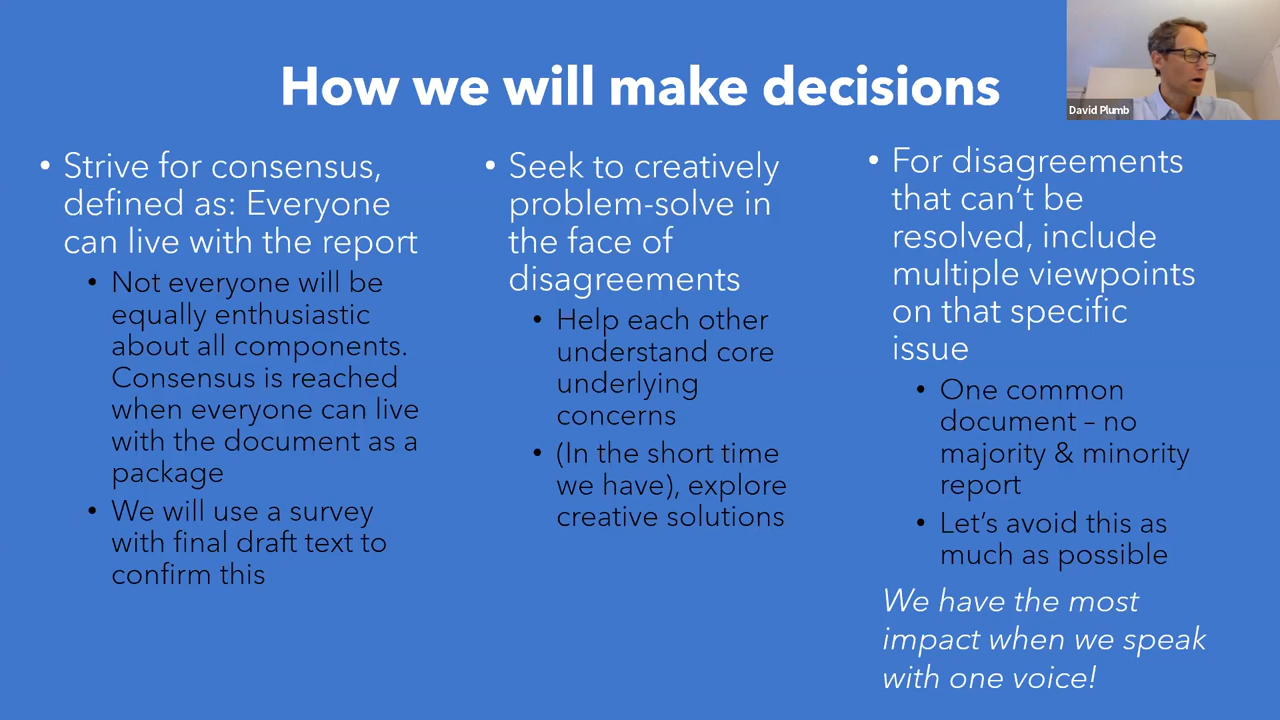 How we will make decisions
David Plumb
• Strive for consensus,
defined as: Everyone
can live with the report
• Not everyone will be
equally enthusiastic
about all components.
Consensus is reached
when everyone can live
with the document as a
package
• We will use a survey
with final draft text to
confirm this
• Seek to creatively
problem-solve in
the face of
disagreements
• Help each other
understand core
underlying
concerns
• (In the short time
we have), explore
creative solutions
• For disagreements
that can’t be
resolved, include
multiple viewpoints
on that specific
issue
• One common
document – no
majority & minority
report
• Let’s avoid this as
much as possible
We have the most
impact when we speak
with one voice!